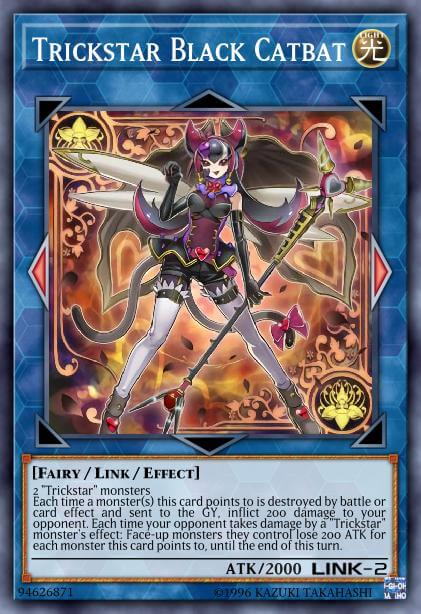 TRICKSTAR BLACK CATBAT
LIGHT
光
[FAIRY / LINK / EFFECT]
2 "Trickstar" monsters
Each time a monster(s) this card points to is destroyed by battle or
card effect and sent to the GY, inflict 200 damage to your
opponent. Each time your opponent takes damage by a "Trickstar"
monster's effect: Face-up monsters they control lose 200 ATK for
each monster this card points to, until the end of this turn.
ATK/2000 LINK-2
94626871
©1996 KAZUKI TAKAHASHI